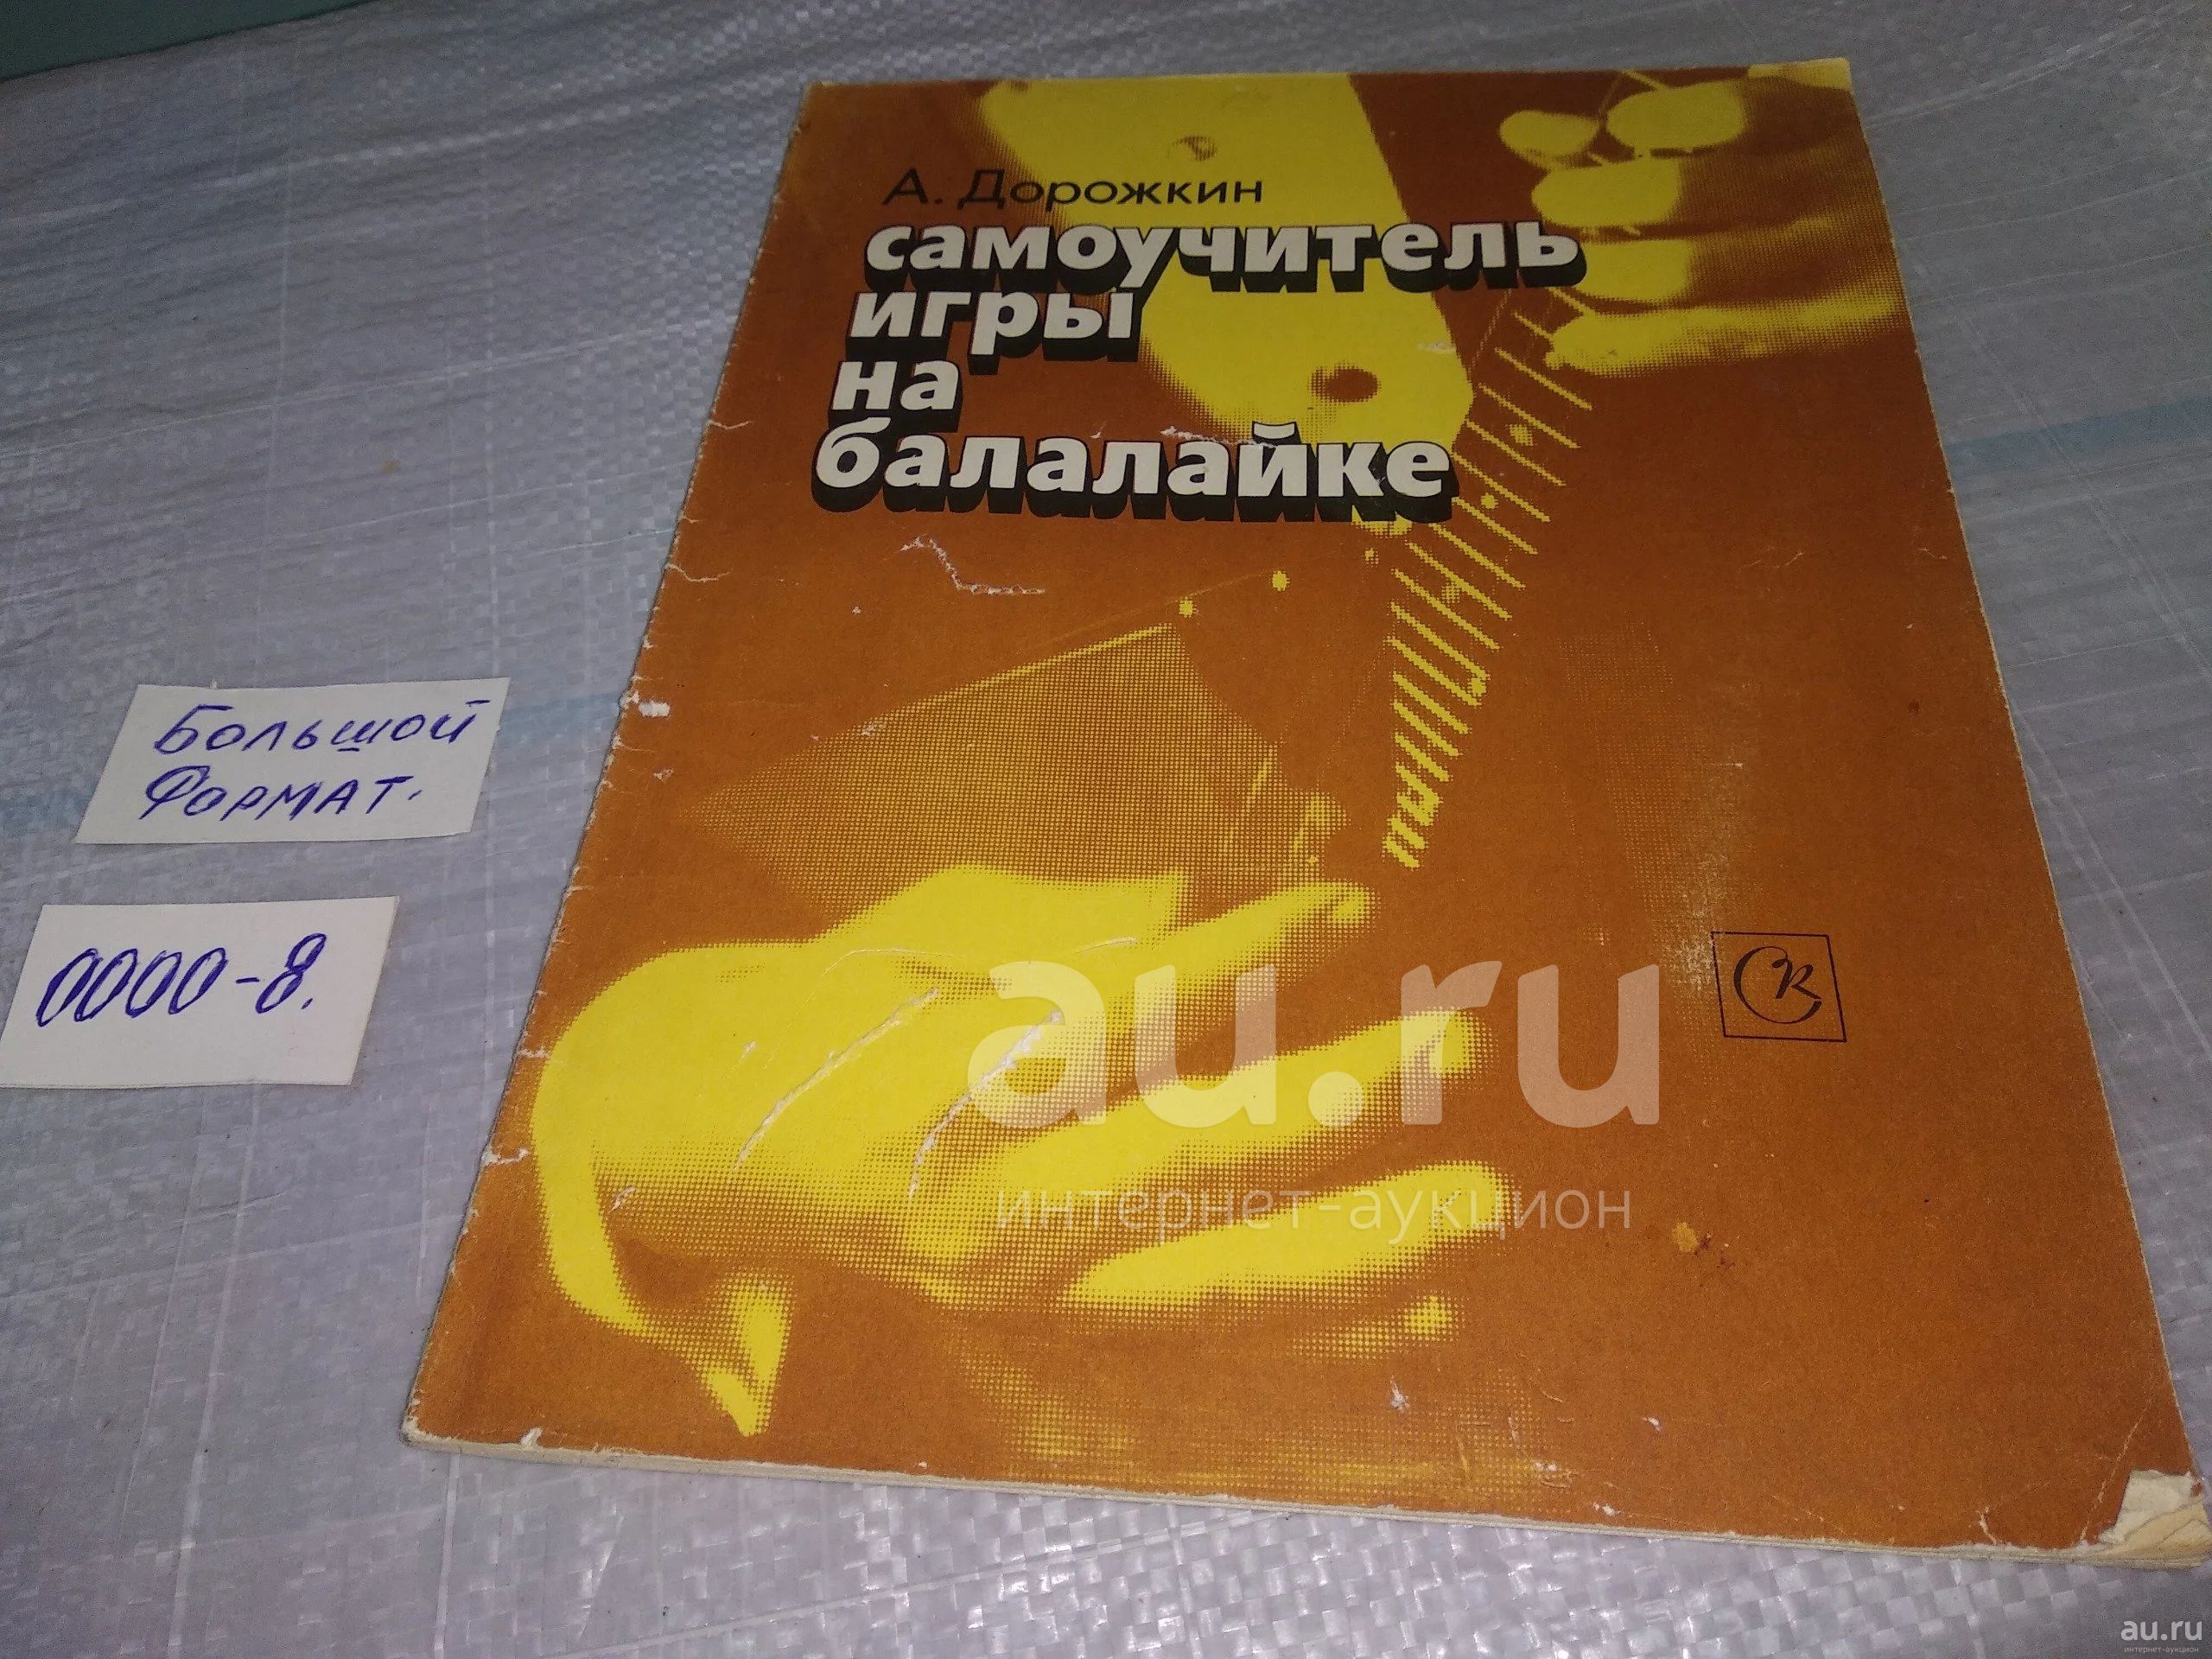 А. Дорожкин
самоучитель
игры
на
балалайке
Большой
формат.
0000-8.
СК
au.ru
интернет-аукцион
au.ru
интернет-аукцион